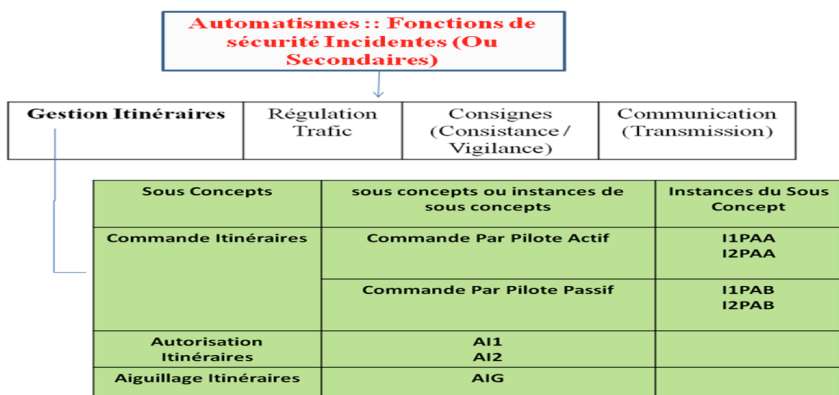 Automatismes :: Fonctions de
sécurité Incidentes (Ou
Secondaires)
Gestion Itinéraires
Régulation
Trafic
Consignes
(Consistance /
Vigilance)
Communication
(Transmission)
Sous Concepts
sous concepts ou instances de
sous concepts
Instances du Sous
Concept
Commande Itinéraires
Commande Par Pilote Actif
I1PAA
I2PAA
Commande Par Pilote Passif
I1PAB
I2PAB
Autorisation
Itinéraires
AI1
AI2
Aiguillage Itinéraires
AIG